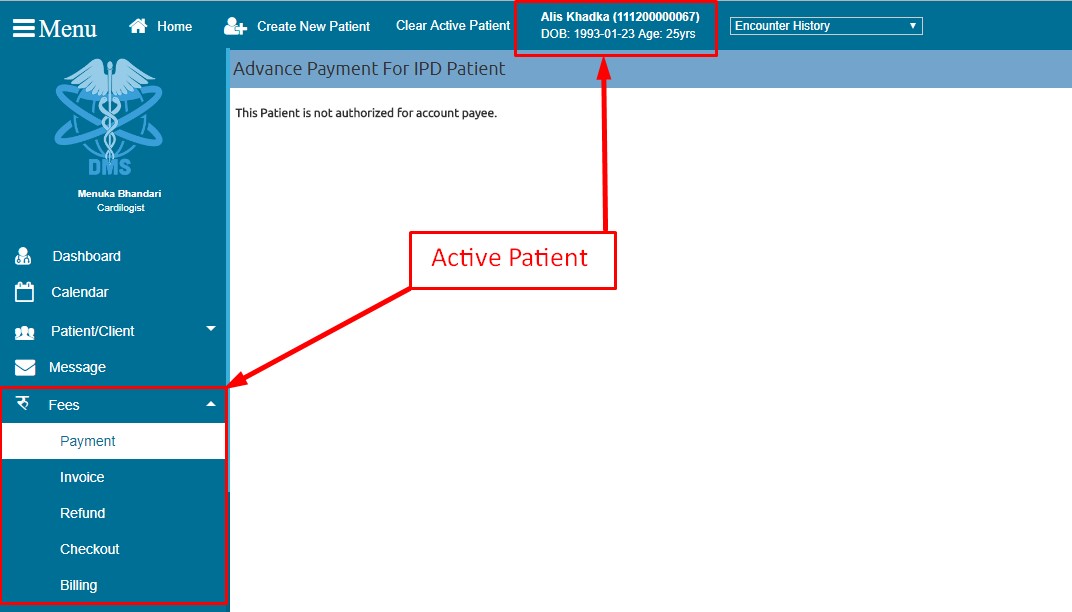 Menu
Home
Create New Patient
Clear Active Patient
Alis Khadka (111200000067)
DOB: 1993-01-23 Age: 25yrs
Encounter History
Advance Payment For IPD Patient
This Patient is not authorized for account payee.
DMS
Menuka Bhandari
Cardilogist
Active Patient
Dashboard
Calendar
Patient/Client
Message
रु Fees
Payment
Invoice
Refund
Checkout
Billing